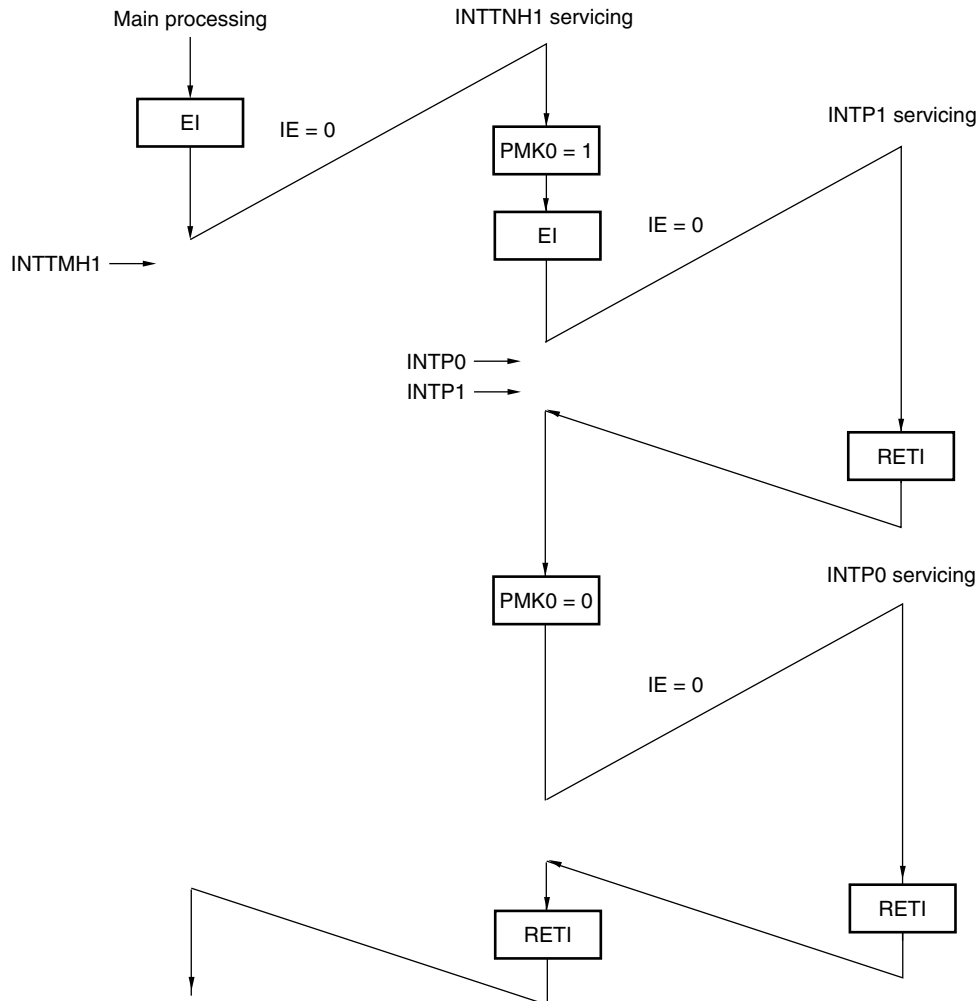 Main processing
INTTNH1 servicing
EI
IE = 0
PMK0 = 1
INTP1 servicing
EI
IE = 0
INTTMH1
INTP0
INTP1
RETI
INTP0 servicing
PMK0 = 0
IE = 0
RETI
RETI